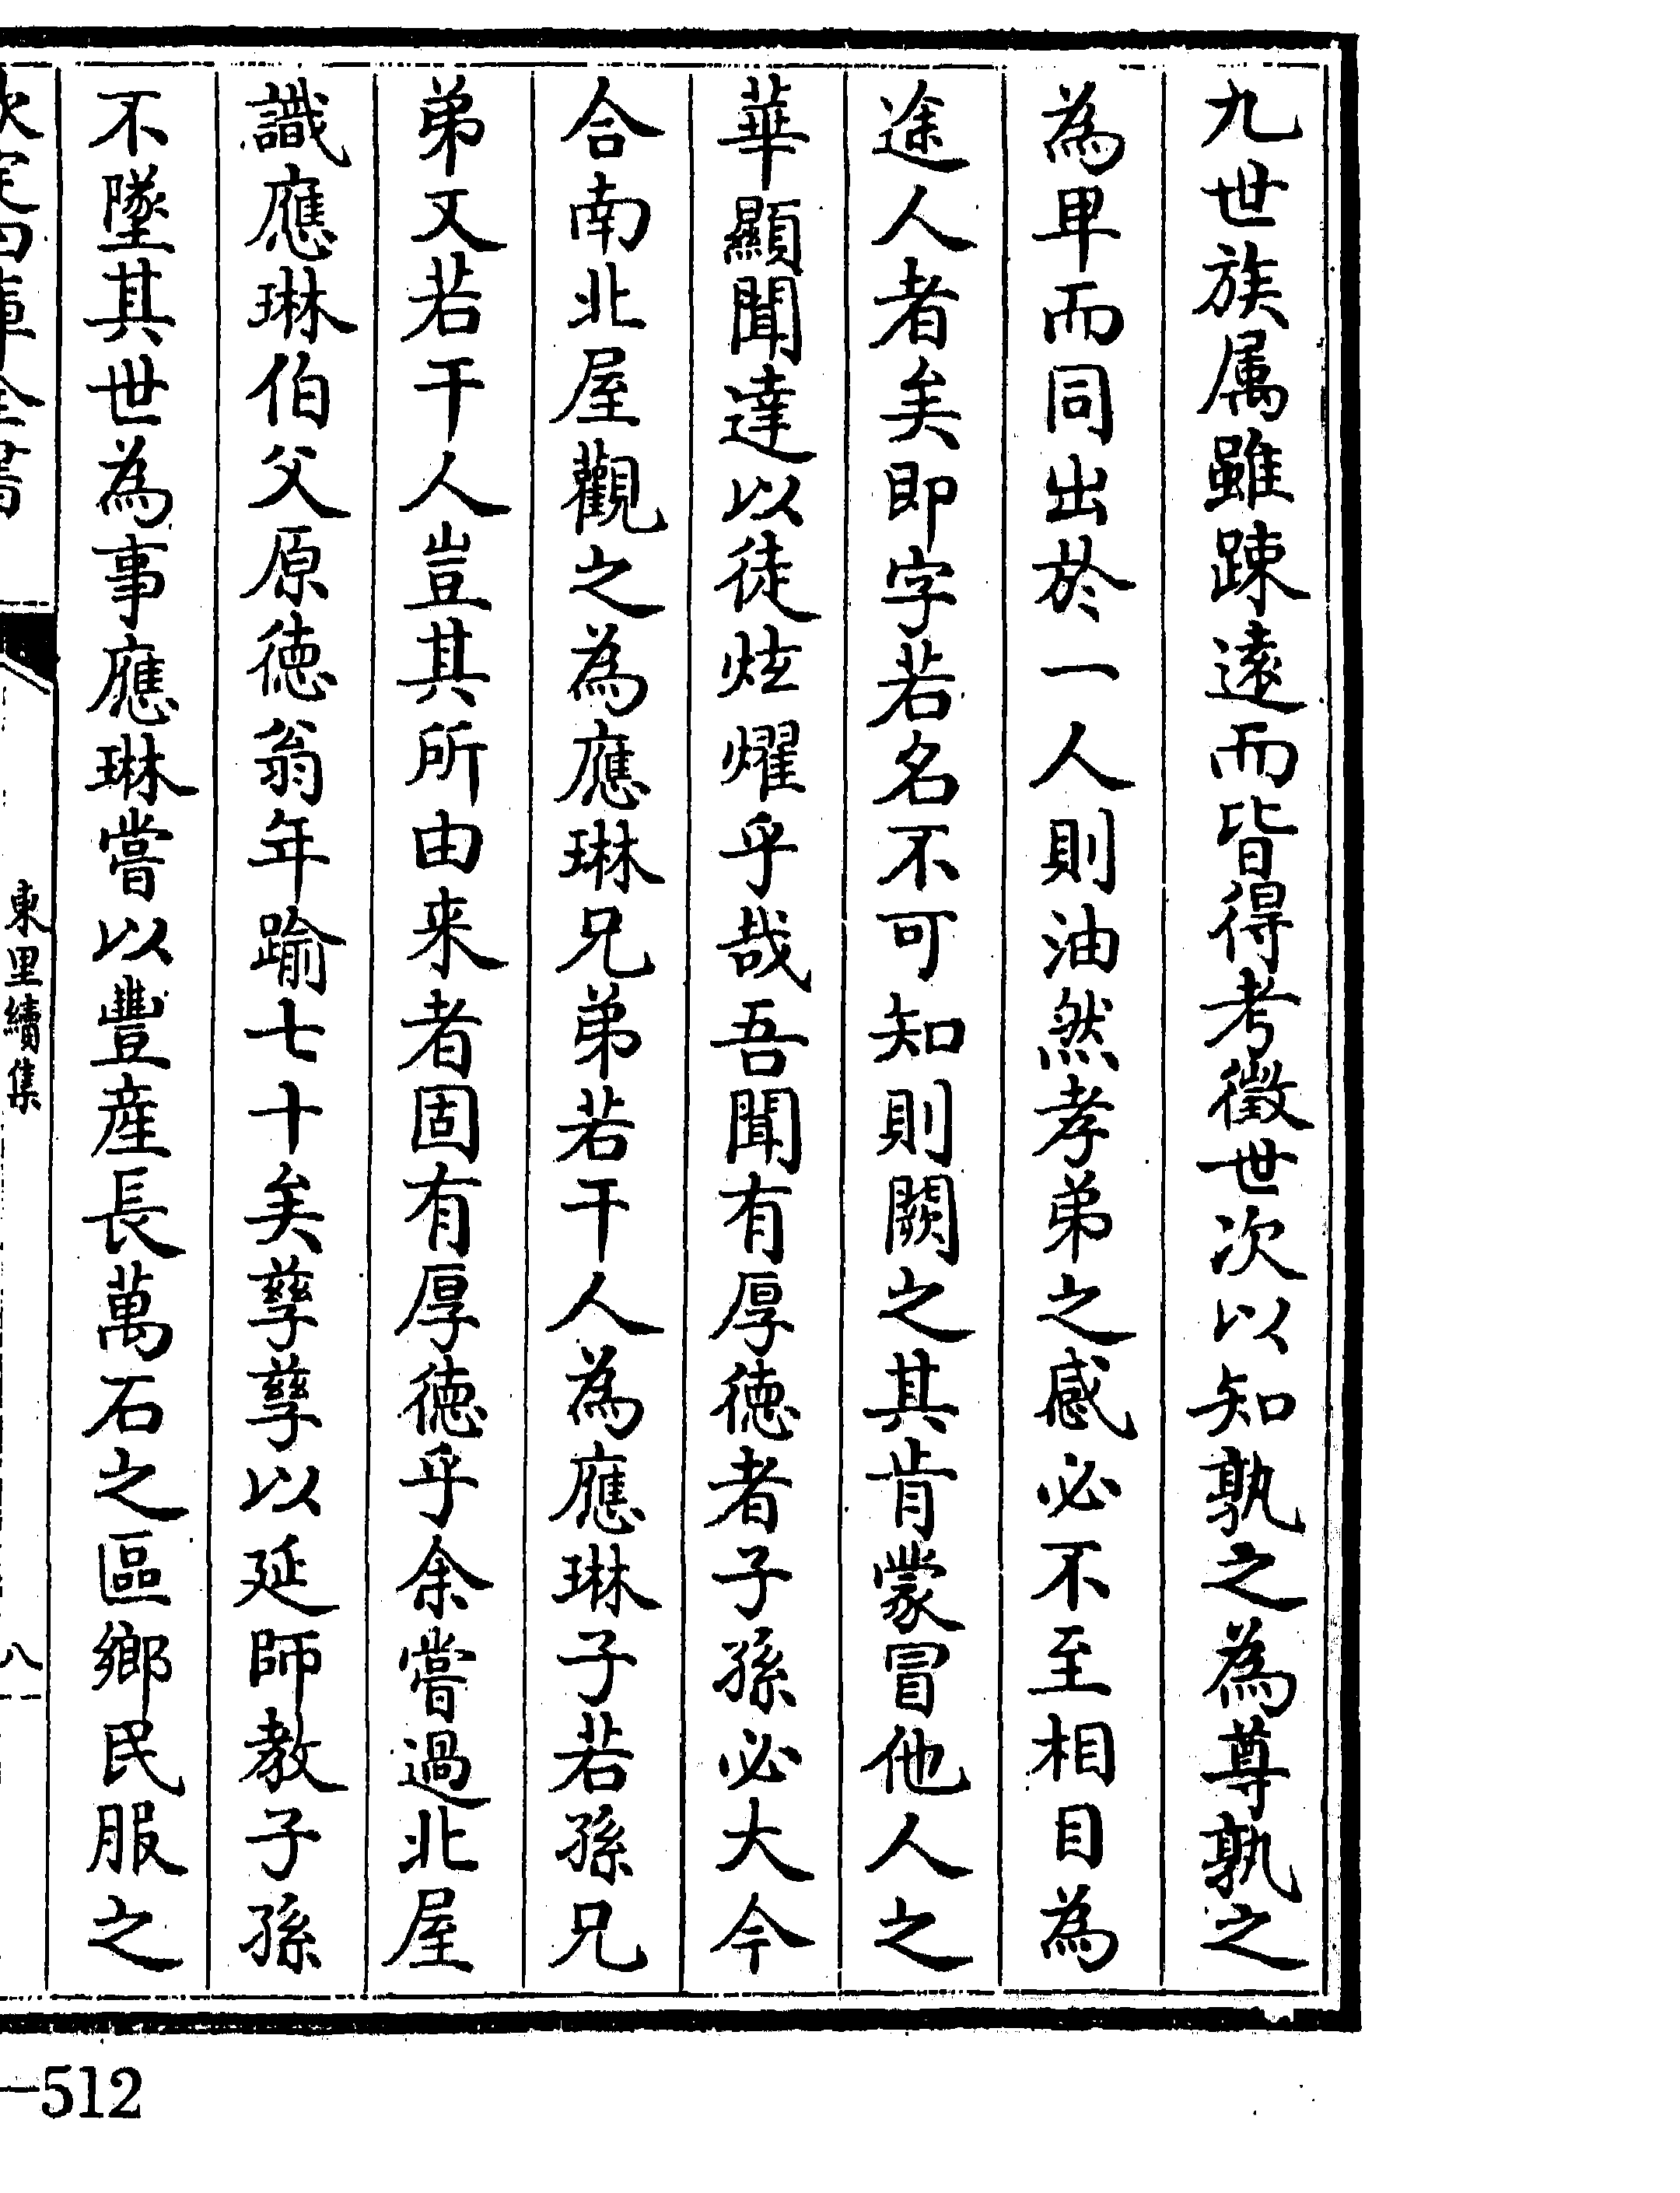 九世族属雖踈逺而皆得考徴世次以知孰之為尊孰之
為卑而同出於一人則油然孝弟之感必不至相目為
途人者矣即字若名不可知則闕之其肯蒙冒他人之
華顯聞達以徒炫燿乎哉吾聞有厚徳者子孫必大今
合南北屋觀之為應琳兄弟若干人為應琳子若孫兄
弟又若干人豈其所由来者固有厚徳乎余嘗過北屋
識應琳伯父原徳翁年踰七十矣孳孳以延師教子孫
不墜其世為事應琳嘗以豐産長萬石之區鄉民服之
欽定四庫全書
東里續集
八
512